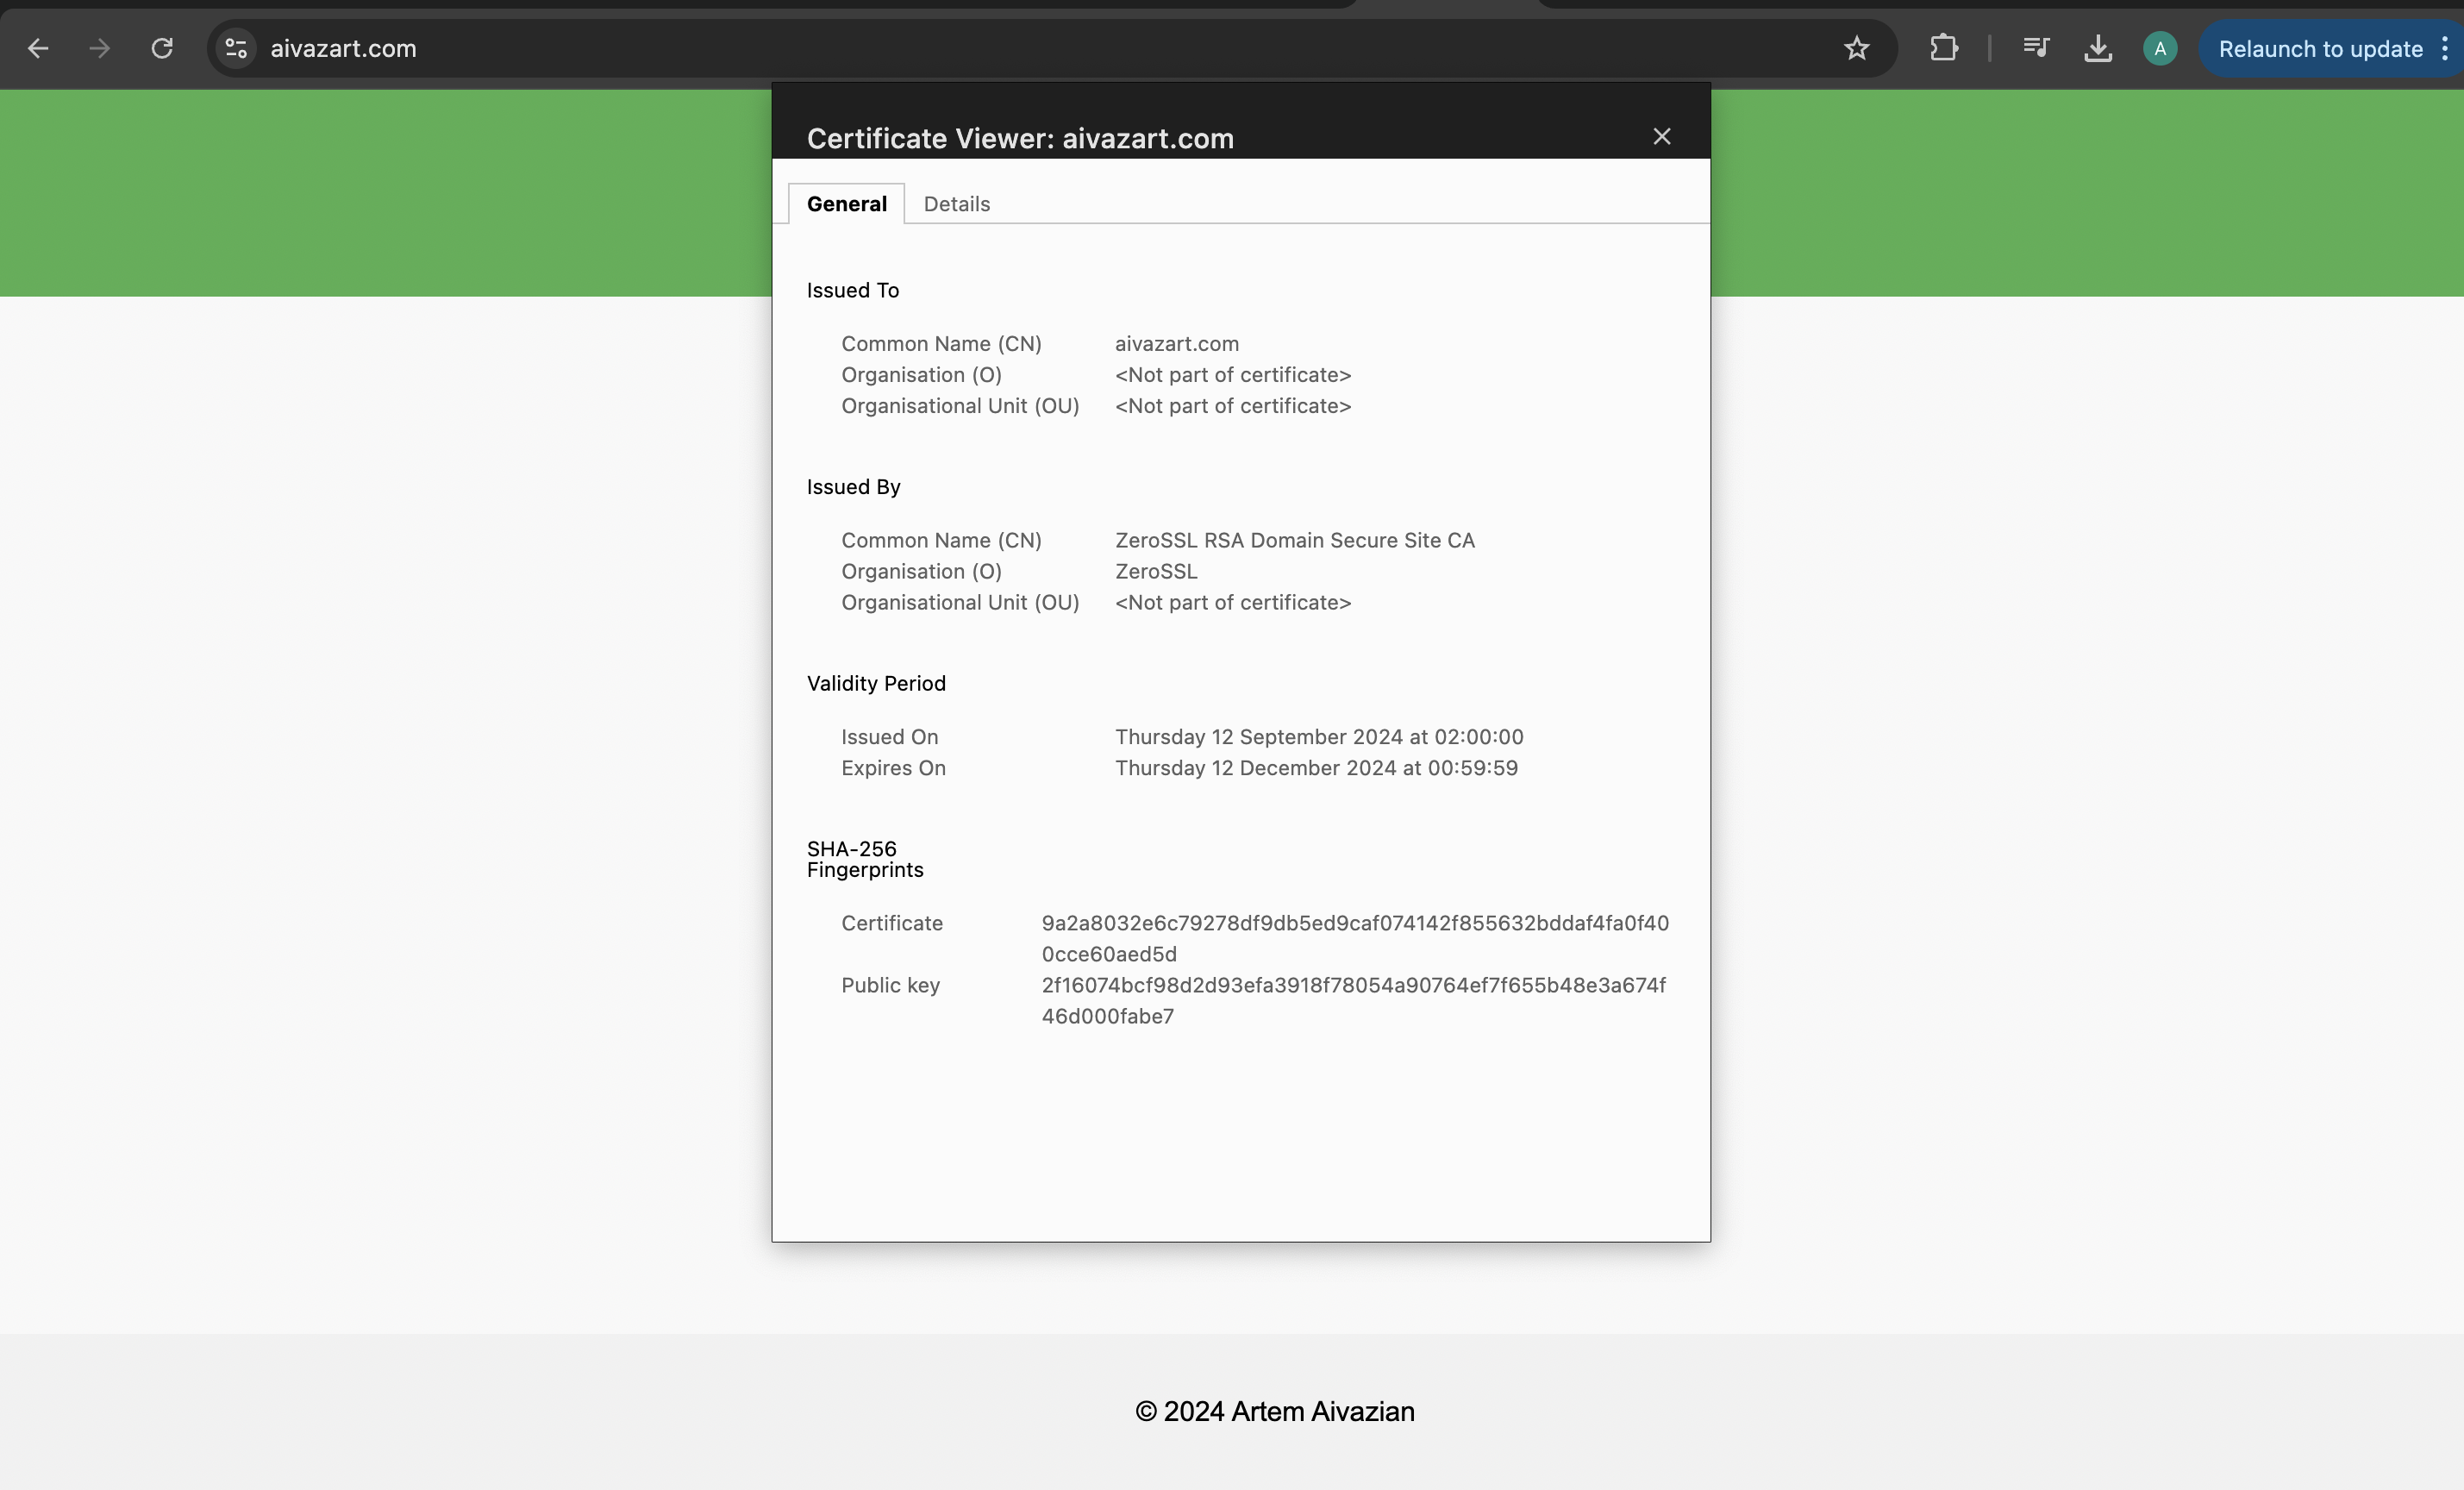 aivazart.com
A
Relaunch to update
Certificate Viewer: aivazart.com
General Details
Issued To
Common Name (CN) aivazart.com
Organisation (O) <Not part of certificate>
Organisational Unit (OU) <Not part of certificate>
Issued By
Common Name (CN) ZeroSSL RSA Domain Secure Site CA
Organisation (O) ZeroSSL
Organisational Unit (OU) <Not part of certificate>
Validity Period
Issued On Thursday 12 September 2024 at 02:00:00
Expires On Thursday 12 December 2024 at 00:59:59
SHA-256
Fingerprints
Certificate 9a2a8032e6c79278df9db5ed9caf074142f855632bddaf4fa0f40
0cce60aed5d
Public key 2f16074bcf98d2d93efa3918f78054a90764ef7f655b48e3a674f
46d000fabe7
© 2024 Artem Aivazian